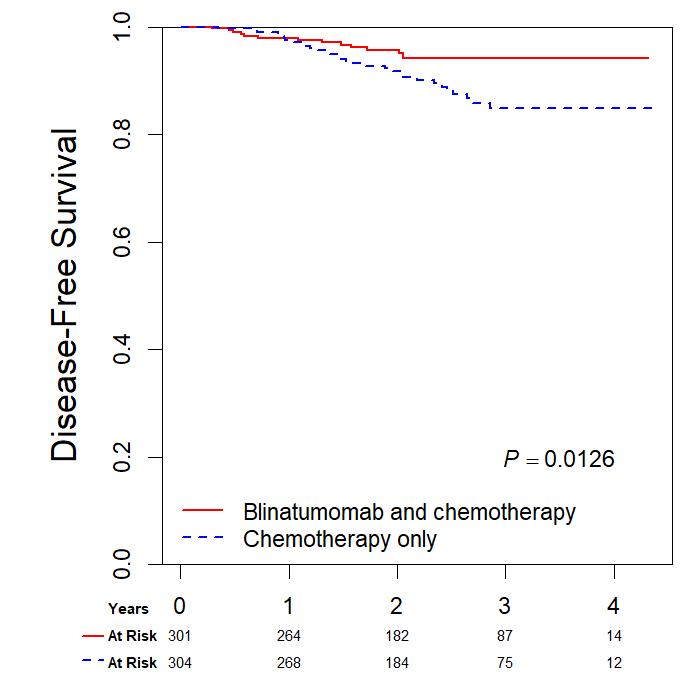 Disease-Free Survival
1.0
0.8
0.6
0.4
0.2
0.0
P = 0.0126
Blinatumomab and chemotherapy
Chemotherapy only
Years 0 1 2 3 4
At Risk 301 264 182 87 14
At Risk 304 268 184 75 12